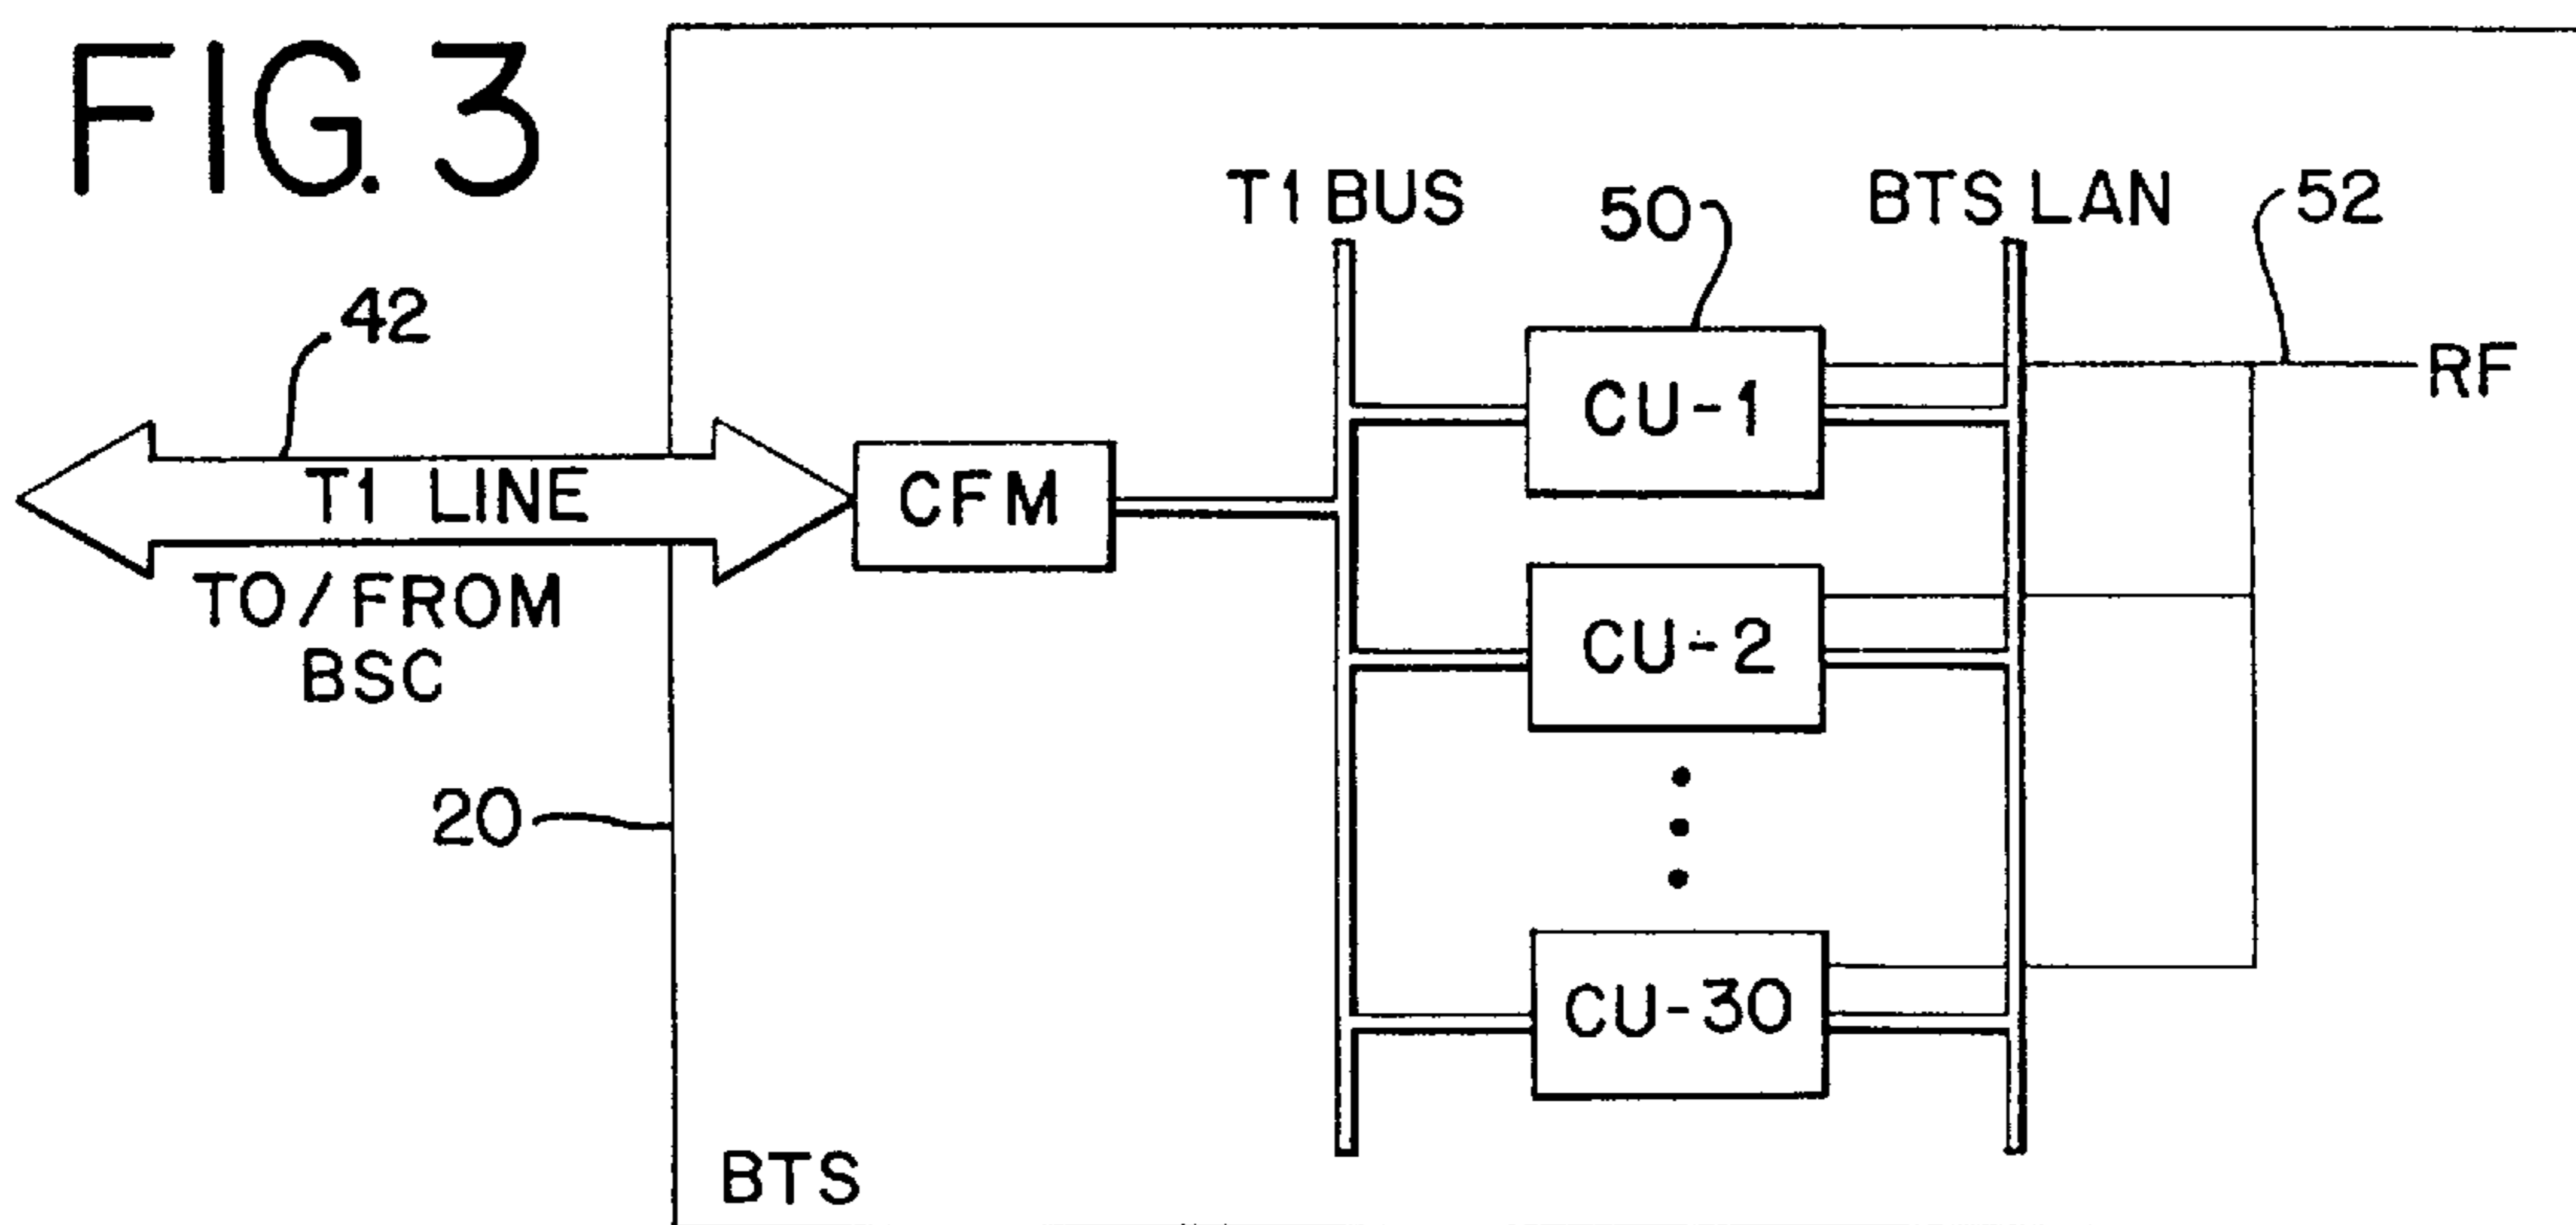 FIG. 3
T1 BUS
50
BTS LAN
52
42
RF
CU-1
T1 LINE
CFM
TO/FROM
BSC
CU-2
20
CU-30
BTS